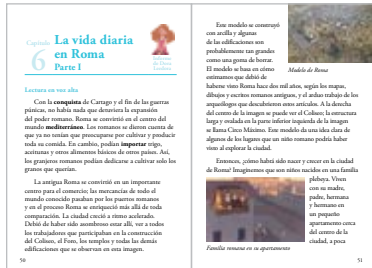 Capítulo
6
La vida diaria
en Roma
Parte I
Lectura en voz alta
Con la conquista de Cartago y el fin de las guerras
púnicas, no había nada que detuviera la expansión
del poder romano. Roma se convirtió en el centro del
mundo mediterráneo. Los romanos se dieron cuenta de
que ya no tenían que preocuparse por cultivar y producir
toda su comida. En cambio, podían importar trigo,
aceitunas y otros alimentos básicos de otros países. Así,
los granjeros romanos podían dedicarse a cultivar solo los
granos que querían.
La antigua Roma se convirtió en un importante
centro para el comercio; las mercancías de todo el
mundo conocido pasaban por los puertos romanos
y en el proceso Roma se enriqueció más allá de toda
comparación. La ciudad creció a ritmo acelerado.
Debió de haber sido asombroso estar allí, ver a todos
los trabajadores que participaban en la construcción
del Coliseo, el Foro, los templos y todas las demás
edificaciones que se observan en esta imagen.
50
Este modelo se construyó
con arcilla y algunas
de las edificaciones son
probablemente tan grandes
como una goma de borrar.
El modelo se basa en cómo
estimamos que debió de
haberse visto Roma hace dos mil años, según los mapas,
dibujos y escritos romanos antiguos, y el arduo trabajo de los
arqueólogos que descubrieron estos artículos. A la derecha
del centro de la imagen se puede ver el Coliseo; la estructura
larga y ovalada en la parte inferior izquierda de la imagen
se llama Circo Máximo. Este modelo da una idea clara de
algunos de los lugares que un niño romano podría haber
visto al explorar la ciudad.
Modelo de Roma
Entonces, ¿cómo habrá sido nacer y crecer en la ciudad
de Roma? Imaginemos que son niños nacidos en una familia
plebeya. Viven
con su madre,
padre, hermana
y hermano en
un pequeño
apartamento cerca
del centro de la
ciudad, a poca
Familia romana en su apartamento
51